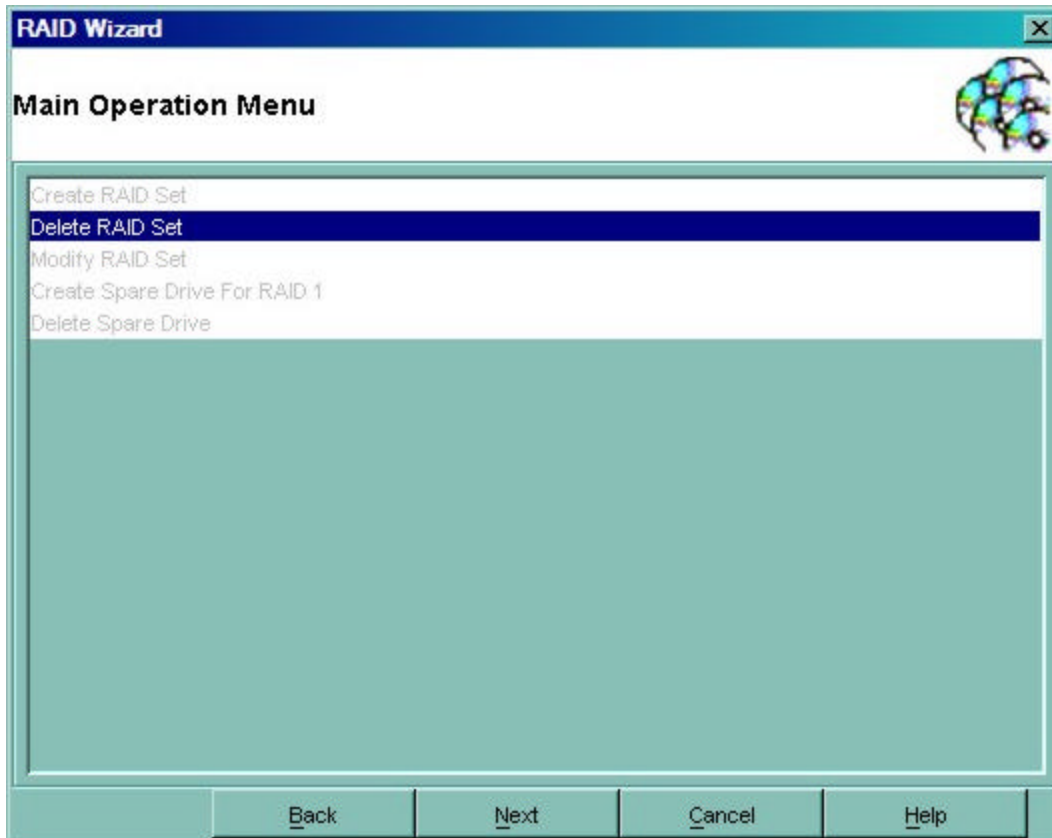 RAID Wizard
Main Operation Menu
Create RAID Set
Delete RAID Set
Modify RAID Set
Create Spare Drive For RAID 1
Delete Spare Drive
Back Next Cancel Help